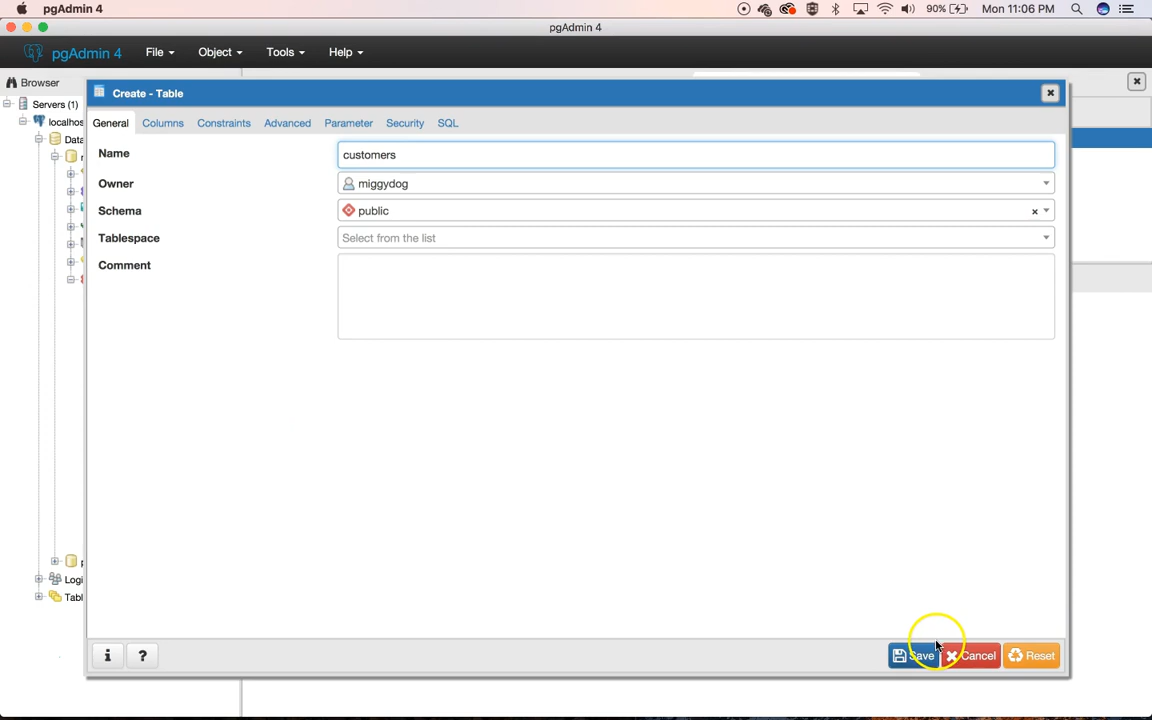 pgAdmin 4 90% Mon 11:06 PM
pgAdmin 4
pgAdmin 4 File Object Tools Help
Browser
Create - Table
Servers (1)
General Columns Constraints Advanced Parameter Security SQL
Name customers
Owner miggydog
Schema public
Tablespace Select from the list
Comment
i ? Save Cancel Reset